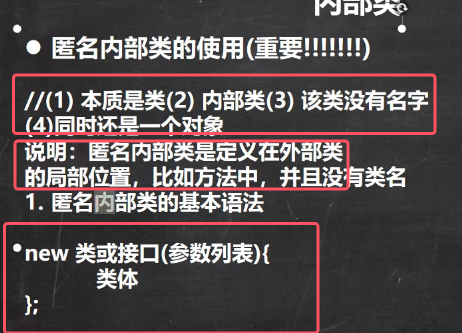 内部类
● 匿名内部类的使用(重要!!!!!!!)
//(1) 本质是类(2) 内部类(3) 该类没有名字
(4)同时还是一个对象
说明：匿名内部类是定义在外部类
的局部位置，比如方法中，并且没有类名
1. 匿名内部类的基本语法
new 类或接口(参数列表){
类体
};